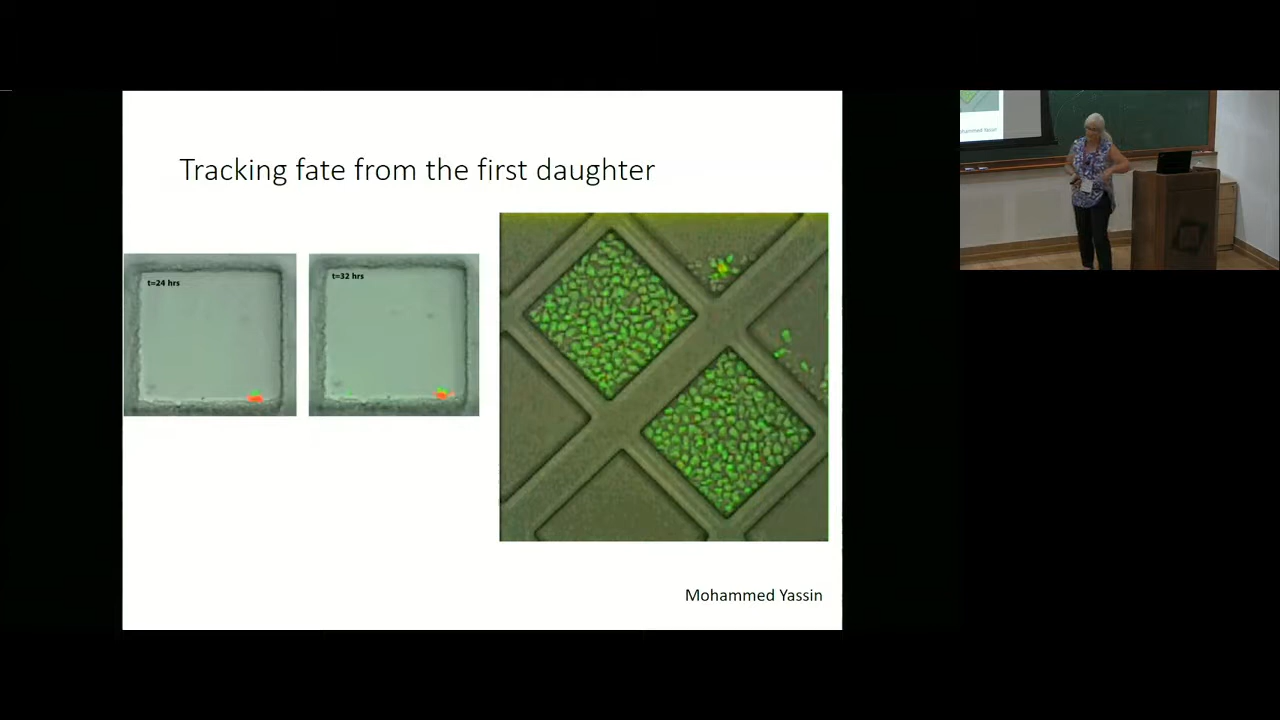 Tracking fate from the first daughter
t=24 hrs
t=32 hrs
Mohammed Yassin